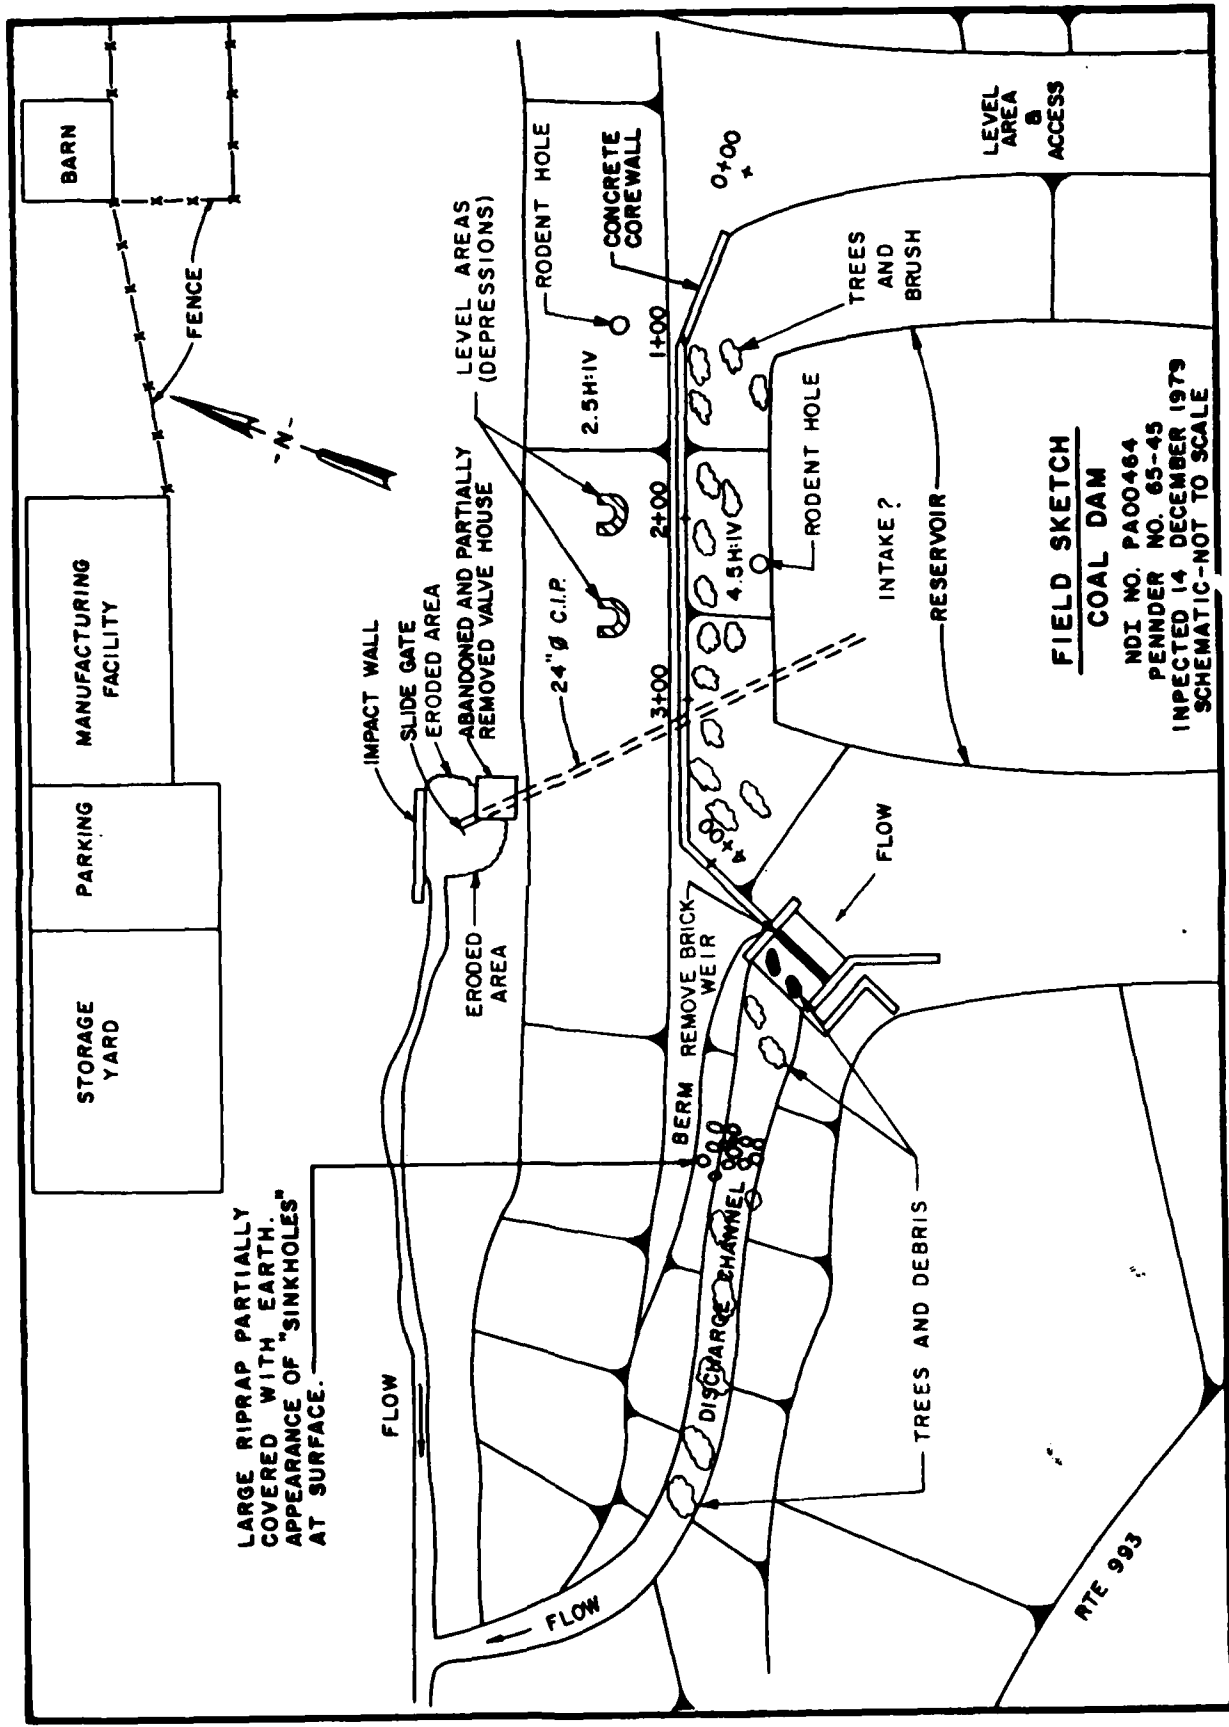 BARN
FENCE
MANUFACTURING
FACILITY
PARKING
STORAGE
YARD
-N-
LEVEL AREAS
(DEPRESSIONS)
RODENT HOLE
CONCRETE
COREWALL
0+00
LEVEL
AREA
&
ACCESS
IMPACT WALL
SLIDE GATE
ERODED AREA
ABANDONED AND PARTIALLY
REMOVED VALVE HOUSE
24" Ø C.I.P.
2.5H:1V
1+00
2+00
3+00
4+00
4.5H:1V
TREES
AND
BRUSH
RODENT HOLE
INTAKE?
RESERVOIR
ERODED
AREA
REMOVE BRICK
WEIR
FLOW
BERM
LARGE RIPRAP PARTIALLY
COVERED WITH EARTH.
APPEARANCE OF "SINKHOLES"
AT SURFACE.
FLOW
DISCHARGE CHANNEL
FLOW
TREES AND DEBRIS
RTE 993
FIELD SKETCH
COAL DAM
NDI NO. PA00464
PENNDER NO. 65-45
INPECTED 14 DECEMBER 1979
SCHEMATIC-NOT TO SCALE